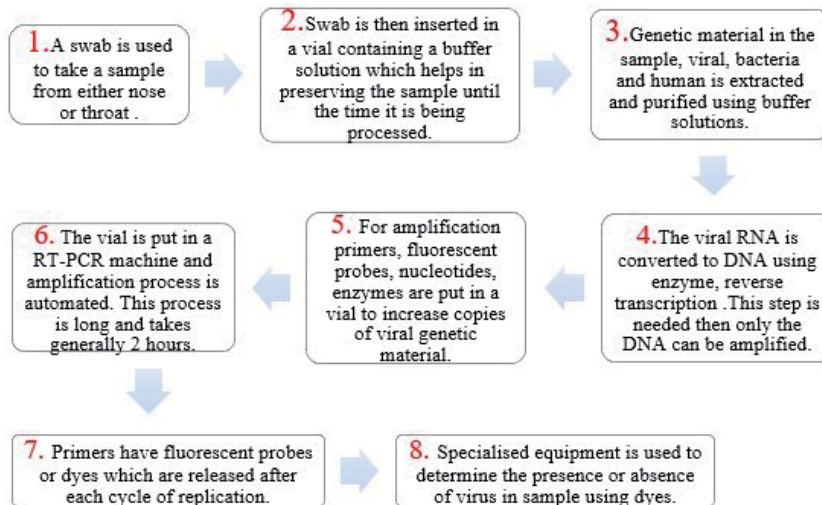 1. A swab is used
to take a sample
from either nose
or throat .
2. Swab is then inserted in
a vial containing a buffer
solution which helps in
preserving the sample until
the time it is being
processed.
3. Genetic material in the
sample, viral, bacteria
and human is extracted
and purified using buffer
solutions.
4.The viral RNA is
converted to DNA using
enzyme, reverse
transcription .This step is
needed then only the
DNA can be amplified.
5. For amplification
primers, fluorescent
probes, nucleotides,
enzymes are put in a
vial to increase copies
of viral genetic
material.
6. The vial is put in a
RT-PCR machine and
amplification process is
automated. This process
is long and takes
generally 2 hours.
7. Primers have fluorescent probes
or dyes which are released after
each cycle of replication.
8. Specialised equipment is used to
determine the presence or absence
of virus in sample using dyes.